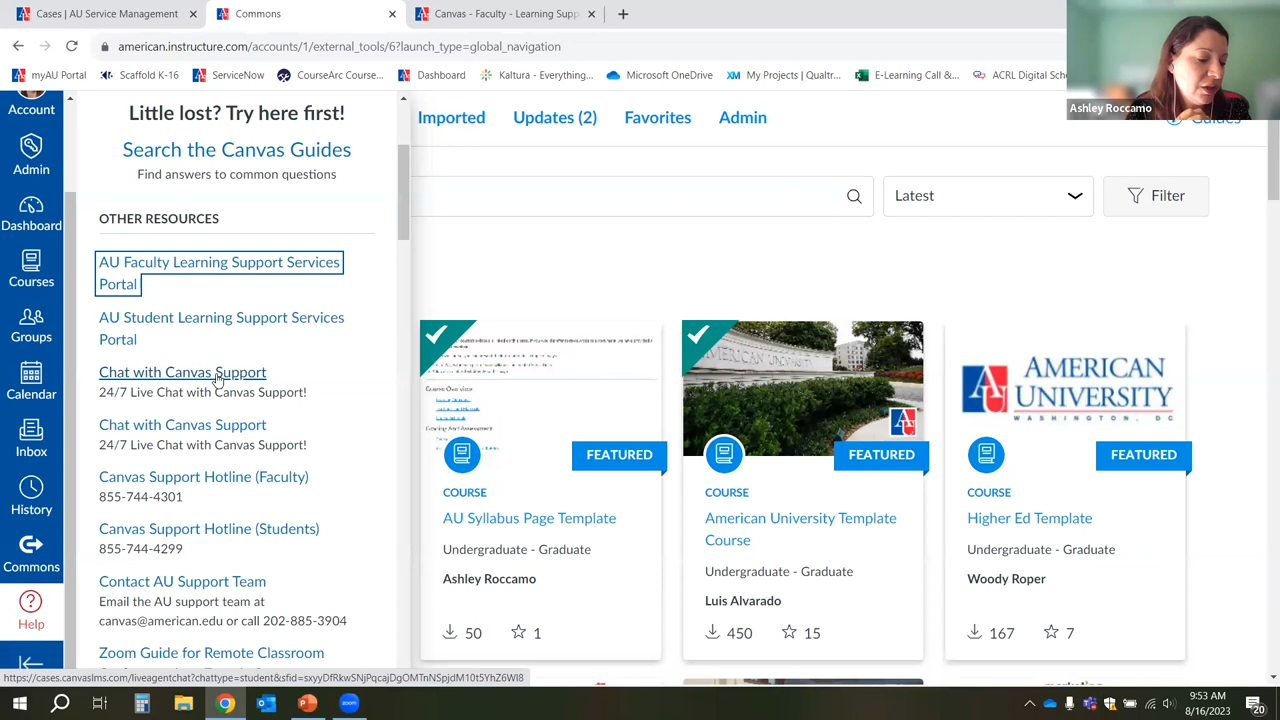 Cases | AU Service Management
Commons
Canvas - Faculty - Learning Supp
american.instructure.com/accounts/1/external_tools/6?launch_type=global_navigation
myAU Portal
Scaffold K-16
ServiceNow
CourseArc Course...
Dashboard
Kaltura - Everything...
Microsoft OneDrive
My Projects | Qualtr...
E-Learning Call &...
ACRL Digital Sch
Ashley Roccamo
Account
Admin
Dashboard
Courses
Groups
Calendar
Inbox
History
Commons
Help
Little lost? Try here first!
Search the Canvas Guides
Find answers to common questions
OTHER RESOURCES
AU Faculty Learning Support Services
Portal
AU Student Learning Support Services
Portal
Chat with Canvas Support
24/7 Live Chat with Canvas Support!
Chat with Canvas Support
24/7 Live Chat with Canvas Support!
Canvas Support Hotline (Faculty)
855-744-4301
Canvas Support Hotline (Students)
855-744-4299
Contact AU Support Team
Email the AU support team at
canvas@american.edu or call 202-885-3904
Zoom Guide for Remote Classroom
Imported
Updates (2)
Favorites
Admin
Guides
Latest
Filter
FEATURED
COURSE
AU Syllabus Page Template
Undergraduate - Graduate
Ashley Roccamo
50
1
FEATURED
COURSE
American University Template
Course
Undergraduate - Graduate
Luis Alvarado
450
15
AMERICAN
UNIVERSITY
WASHINGTON, DC
FEATURED
COURSE
Higher Ed Template
Undergraduate - Graduate
Woody Roper
167
7
9:53 AM
8/16/2023
20